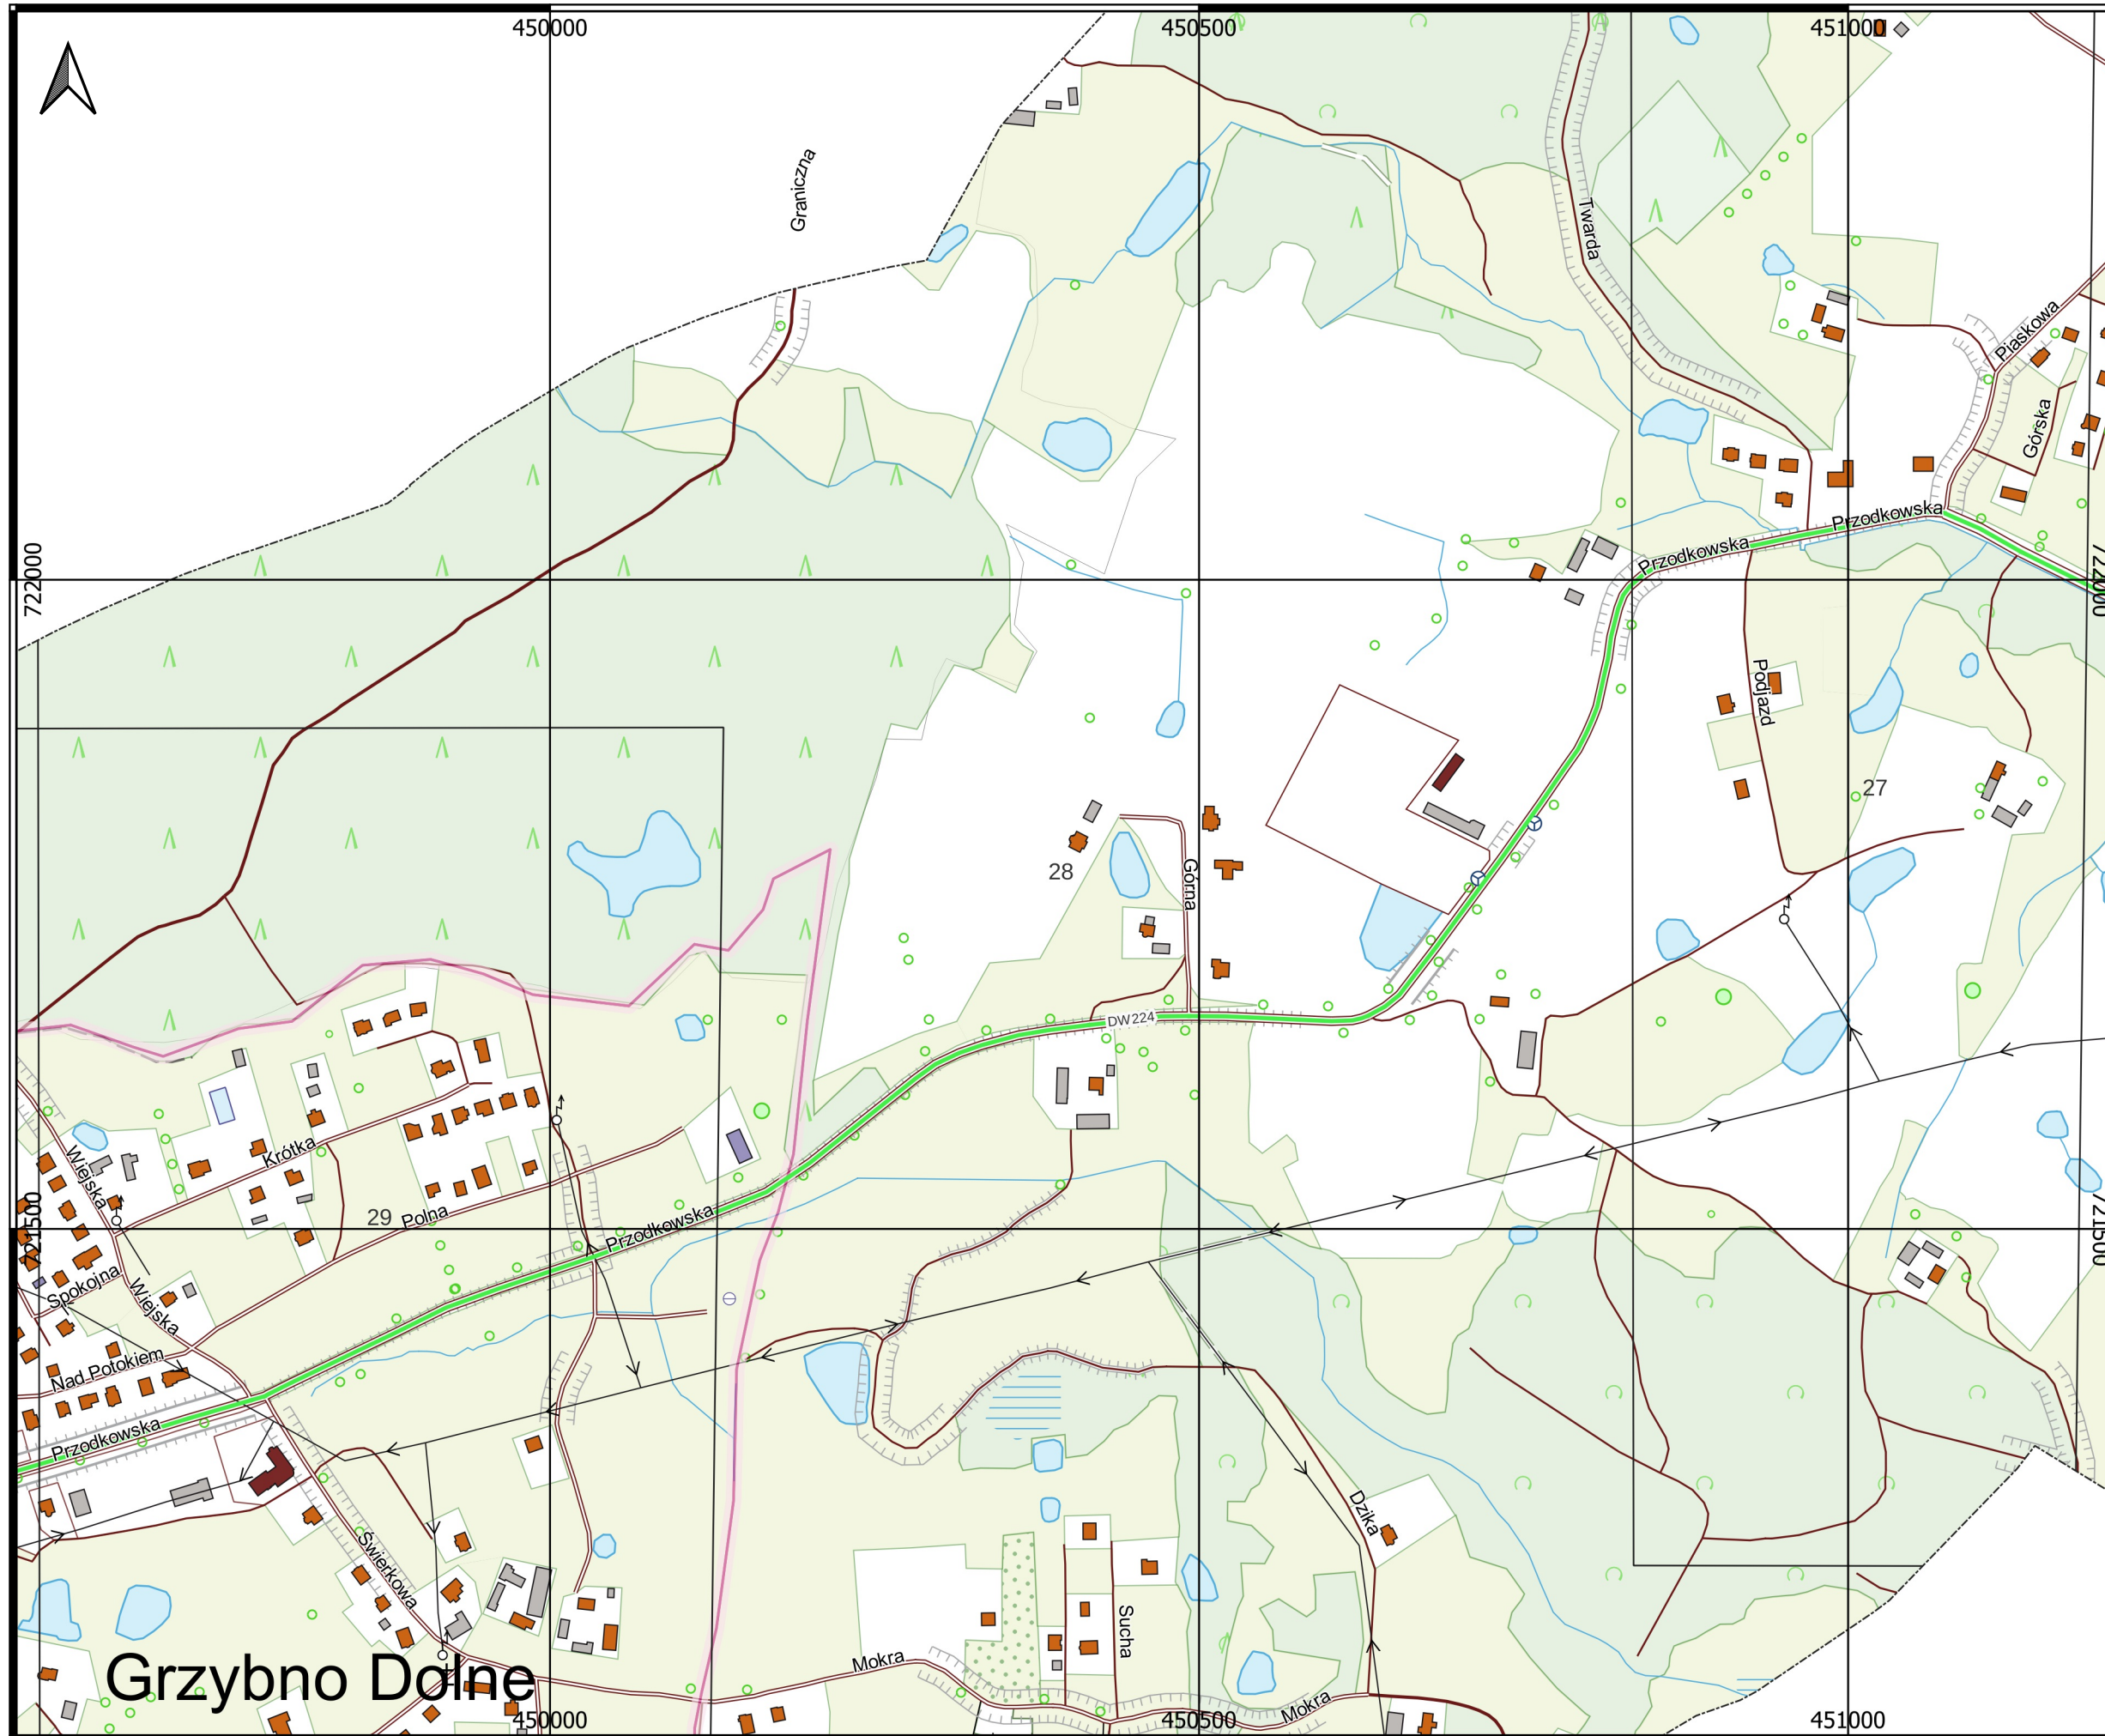 450000
450500
451000
Graniczna
Twarda
Piaskowa
Górska
Przodkowska
Przodkowska
722000
722000
Podjazd
27
28
Górna
DW224
Krótka
Wiejska
29
Polna
Przodkowska
721500
721500
Spokojna
Wiejska
Nad Potokiem
Przodkowska
Dzika
Świerkowa
Sucha
Mokra
Grzybno Dolne
Mokra
450000
450500
451000